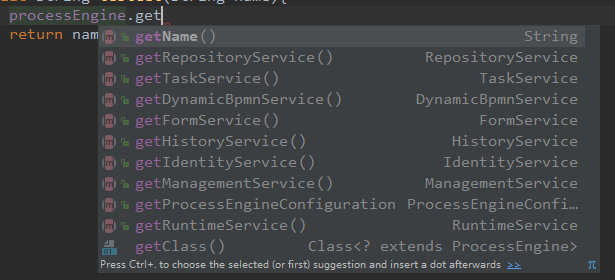 processEngine.get
return nam
getName() String
getRepositoryService() RepositoryService
getTaskService() TaskService
getDynamicBpmnService() DynamicBpmnService
getFormService() FormService
getHistoryService() HistoryService
getIdentityService() IdentityService
getManagementService() ManagementService
getProcessEngineConfiguration ProcessEngineConfi…
getRuntimeService() RuntimeService
getClass() Class<? extends ProcessEngine>
Press Ctrl+. to choose the selected (or first) suggestion and insert a dot afterwards >> π